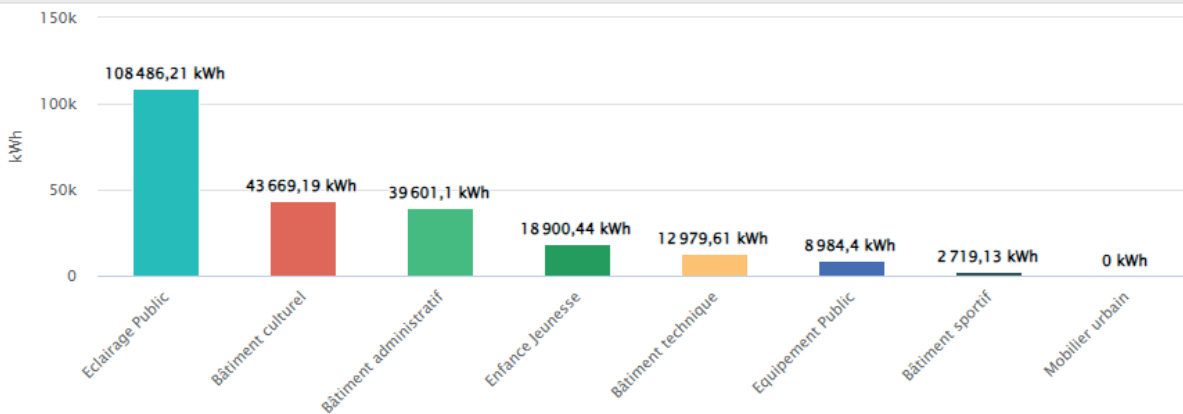 150k
108 486,21 kWh
100k
kWh
50k
43 669,19 kWh
39 601,1 kWh
18 900,44 kWh
12 979,61 kWh
8 984,4 kWh
2 719,13 kWh
0 kWh
0
Eclairage Public
Bâtiment culturel
Bâtiment administratif
Enfance Jeunesse
Bâtiment technique
Equipement Public
Bâtiment sportif
Mobilier urbain